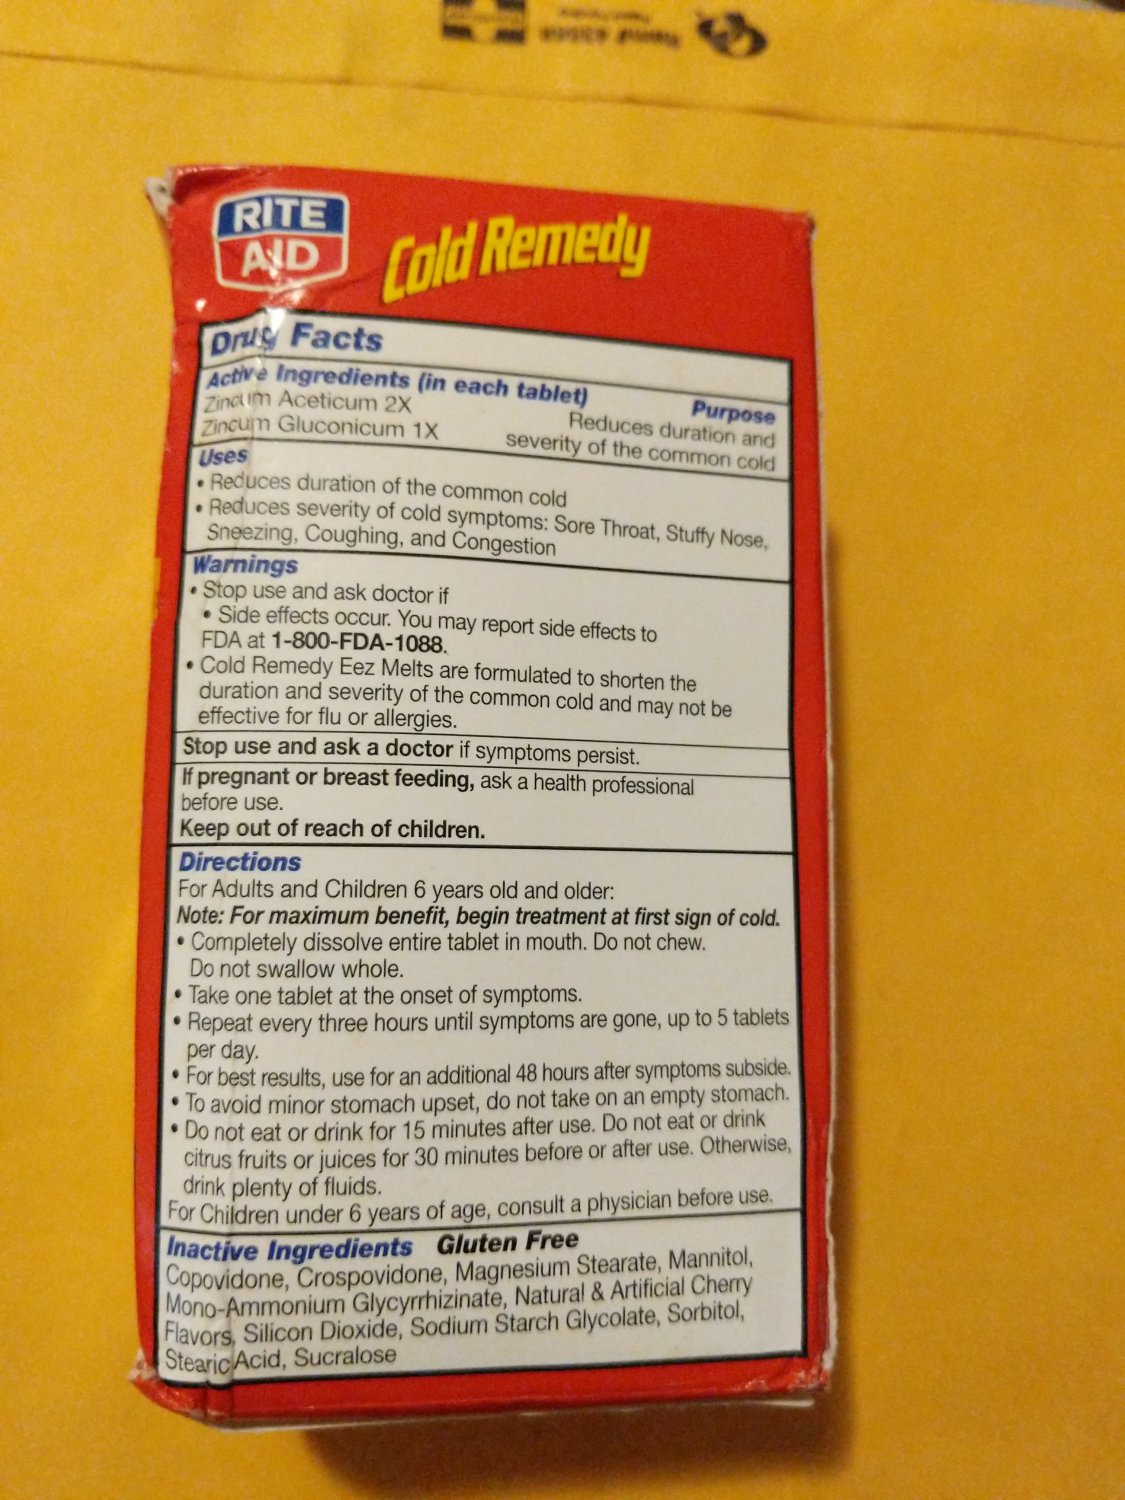 RITE
AID
Cold Remedy
Drug Facts
Active Ingredients (in each tablet)
Purpose
Zincum Aceticum 2X
Reduces duration and
Zincum Gluconicum 1X
severity of the common cold
Uses
• Reduces duration of the common cold
• Reduces severity of cold symptoms: Sore Throat, Stuffy Nose,
Sneezing, Coughing, and Congestion
Warnings
• Stop use and ask doctor if
• Side effects occur. You may report side effects to
FDA at 1-800-FDA-1088.
• Cold Remedy Eez Melts are formulated to shorten the
duration and severity of the common cold and may not be
effective for flu or allergies.
Stop use and ask a doctor if symptoms persist.
If pregnant or breast feeding, ask a health professional
before use.
Keep out of reach of children.
Directions
For Adults and Children 6 years old and older:
Note: For maximum benefit, begin treatment at first sign of cold.
• Completely dissolve entire tablet in mouth. Do not chew.
Do not swallow whole.
• Take one tablet at the onset of symptoms.
• Repeat every three hours until symptoms are gone, up to 5 tablets
per day.
• For best results, use for an additional 48 hours after symptoms subside.
• To avoid minor stomach upset, do not take on an empty stomach.
• Do not eat or drink for 15 minutes after use. Do not eat or drink
citrus fruits or juices for 30 minutes before or after use. Otherwise,
drink plenty of fluids.
For Children under 6 years of age, consult a physician before use.
Inactive Ingredients Gluten Free
Copovidone, Crospovidone, Magnesium Stearate, Mannitol,
Mono-Ammonium Glycyrrhizinate, Natural & Artificial Cherry
Flavors, Silicon Dioxide, Sodium Starch Glycolate, Sorbitol,
Stearic Acid, Sucralose